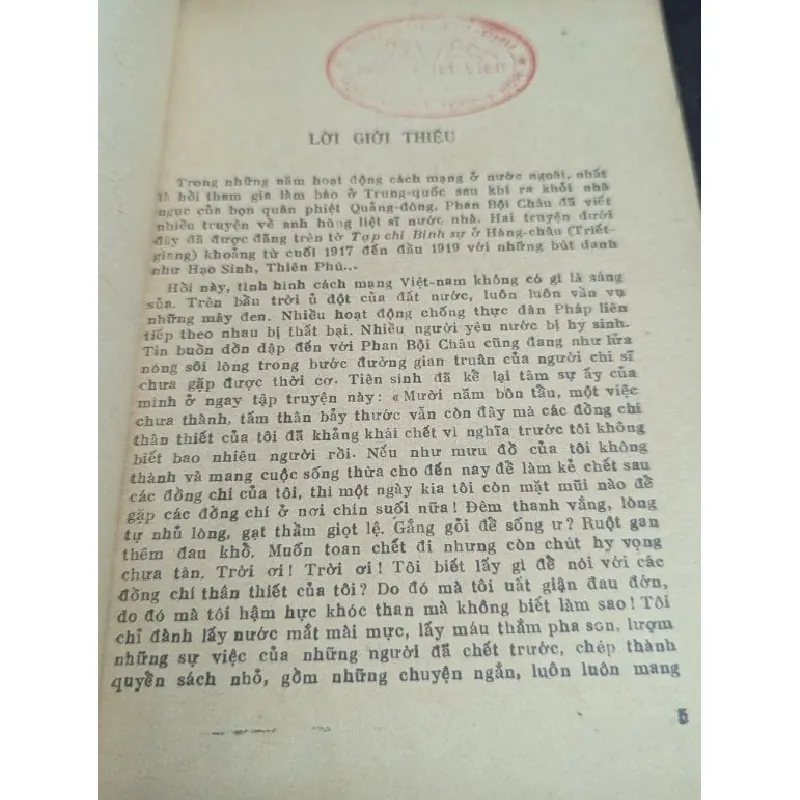 LỜI GIỚI THIỆU
Trong những năm hoạt động cách mạng ở nước ngoài, nhất
là hồi tham gia làm báo ở Trung-quốc sau khi ra khỏi nhà
ngục của bọn quân phiệt Quảng-đông, Phan Bội Châu đã viết
nhiều truyện về anh hùng liệt sĩ nước nhà. Hai truyện dưới
đây đã được đăng trên tờ Tạp chí Binh sự ở Hàng-châu (Triết-
giang) khoảng từ cuối 1917 đến đầu 1919 với những bút danh
như Hạo Sinh, Thiên Phủ...
Hồi này, tình hình cách mạng Việt-nam không có gì là sáng
sủa. Trên bầu trời ủ dột của đất nước, luôn luôn vần vụ
những mây đen. Nhiều hoạt động chống thực dân Pháp liên
tiếp theo nhau bị thất bại. Nhiều người yêu nước bị hy sinh.
Tin buồn dồn dập đến với Phan Bội Châu cũng đang như lửa
nóng sôi lòng trong bước đường gian truân của người chí sĩ
chưa gặp được thời cơ. Tiên sinh đã kể lại tâm sự ấy của
mình ở ngay tập truyện này: « Mười năm bôn tẩu, một việc
chưa thành, tấm thân bảy thước vẫn còn đây mà các đồng chí
thân thiết của tôi đã khảng khái chết vì nghĩa trước tôi không
biết bao nhiêu người rồi. Nếu như mưu đồ của tôi không
thành và mang cuộc sống thừa cho đến nay để làm kẻ chết sau
các đồng chí của tôi, thì một ngày kia tôi còn mặt mũi nào để
gặp các đồng chí ở nơi chín suối nữa! Đêm thanh vắng, lòng
tự nhủ lòng, gạt thầm giọt lệ. Gắng gỏi để sống ư? Ruột gan
thêm đau khổ. Muốn toan chết đi nhưng còn chút hy vọng
chưa tàn. Trời ơi! Trời ơi! Tôi biết lấy gì để nói với các
đồng chí thân thiết của tôi? Do đó mà tôi uất giận đau đớn,
do đó mà tôi hậm hực khóc than mà không biết làm sao! Tôi
chỉ đành lấy nước mắt mài mực, lấy máu thắm pha son, lượm
những sự việc của những người đã chết trước, chép thành
quyển sách nhỏ, gồm những chuyện ngắn, luôn luôn mang
5